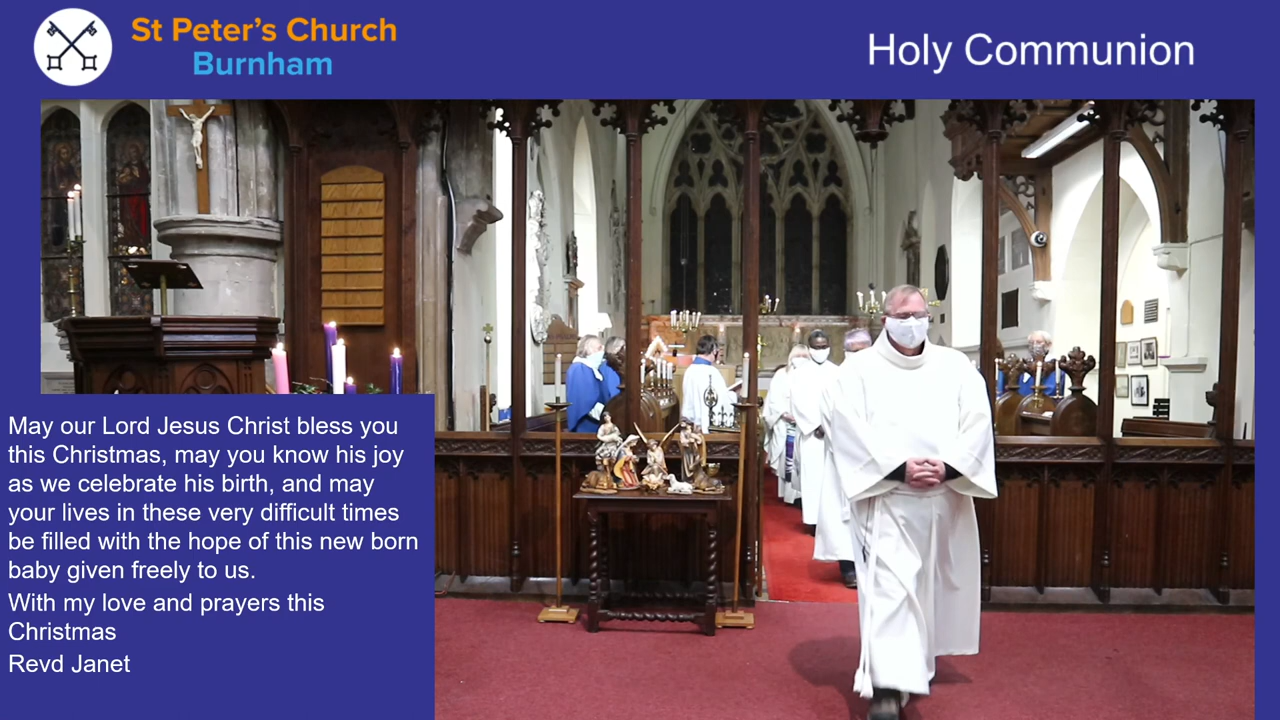 St Peter's Church
Burnham
Holy Communion
May our Lord Jesus Christ bless you
this Christmas, may you know his joy
as we celebrate his birth, and may
your lives in these very difficult times
be filled with the hope of this new born
baby given freely to us.
With my love and prayers this
Christmas
Revd Janet